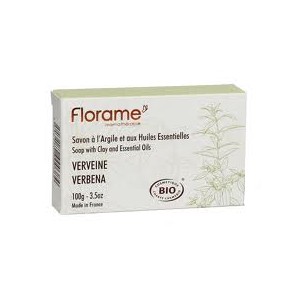 Florame
aromathérapie
Savon à l'Argile et aux Huiles Essentielles
Soap with Clay and Essential Oils
VERVEINE
VERBENA
100g - 3.5oz
Made in France
BIO